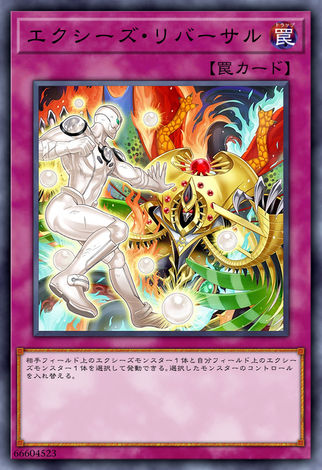 エクシーズ・リバーサル
トラップ
罠
【罠カード】
相手フィールド上のエクシーズモンスター１体と自分フィールド上のエクシー
ズモンスター１体を選択して発動できる。選択したモンスターのコントロール
を入れ替える。
66604523